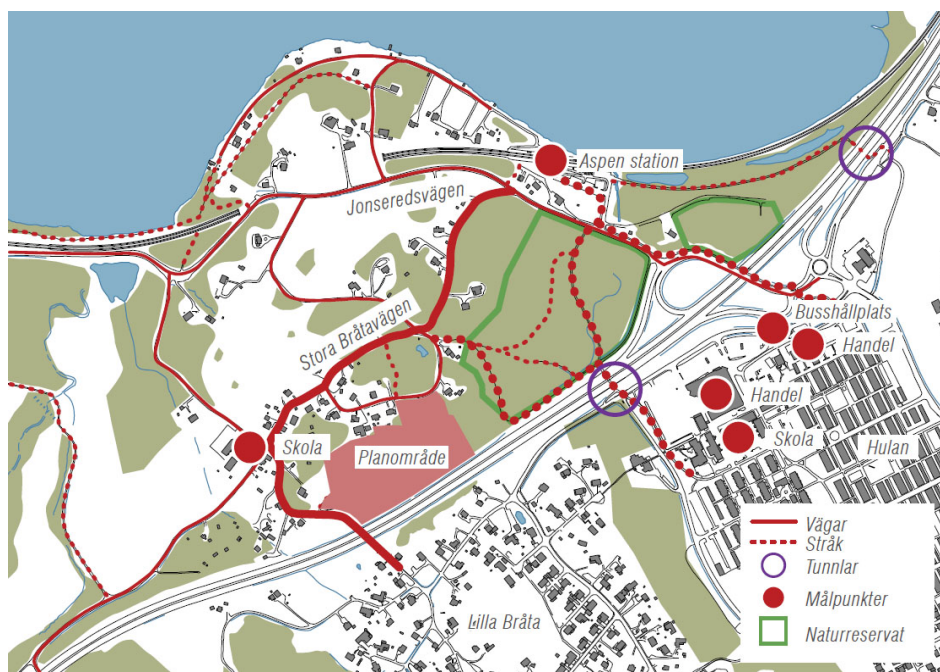 Aspen station
Jonseredsvägen
Busshållplats
Stora Bråtavägen
Handel
Handel
Skola
Planområde
Skola
Hulan
Vägar
Stråk
Tunnlar
Målpunkter
Lilla Bråta
Naturreservat